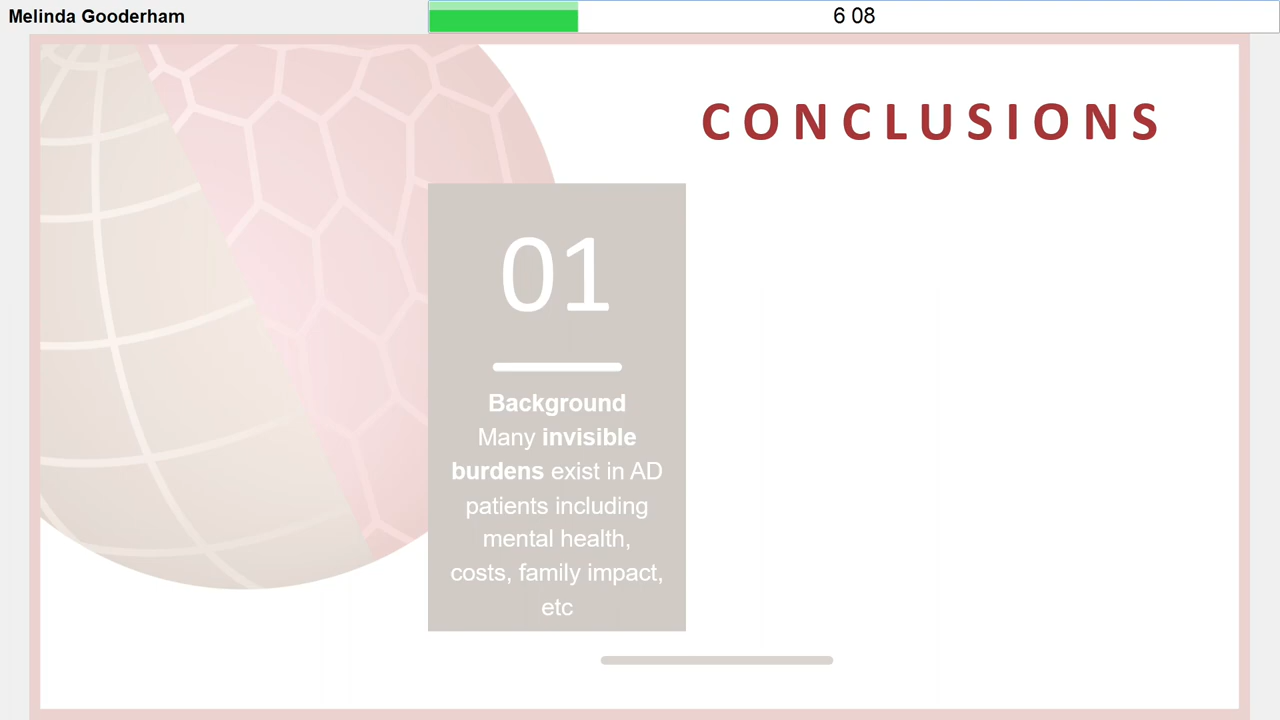 Melinda Gooderham
6 08
CONCLUSIONS
01
Background
Many invisible
burdens exist in AD
patients including
mental health,
costs, family impact,
etc